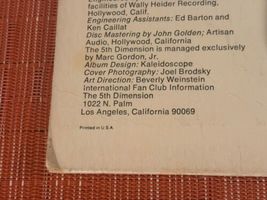 facilities of Wally Heider Recording,
Hollywood, Calif.
Engineering Assistants: Ed Barton and
Ken Caillat
Disc Mastering by John Golden; Artisan
Audio, Hollywood, California
The 5th Dimension is managed exclusively
by Marc Gordon, Jr.
Album Design: Kaleidoscope
Cover Photography: Joel Brodsky
Art Direction: Beverly Weinstein
International Fan Club Information
The 5th Dimension
1022 N. Palm
Los Angeles, California 90069
Printed in U.S.A.